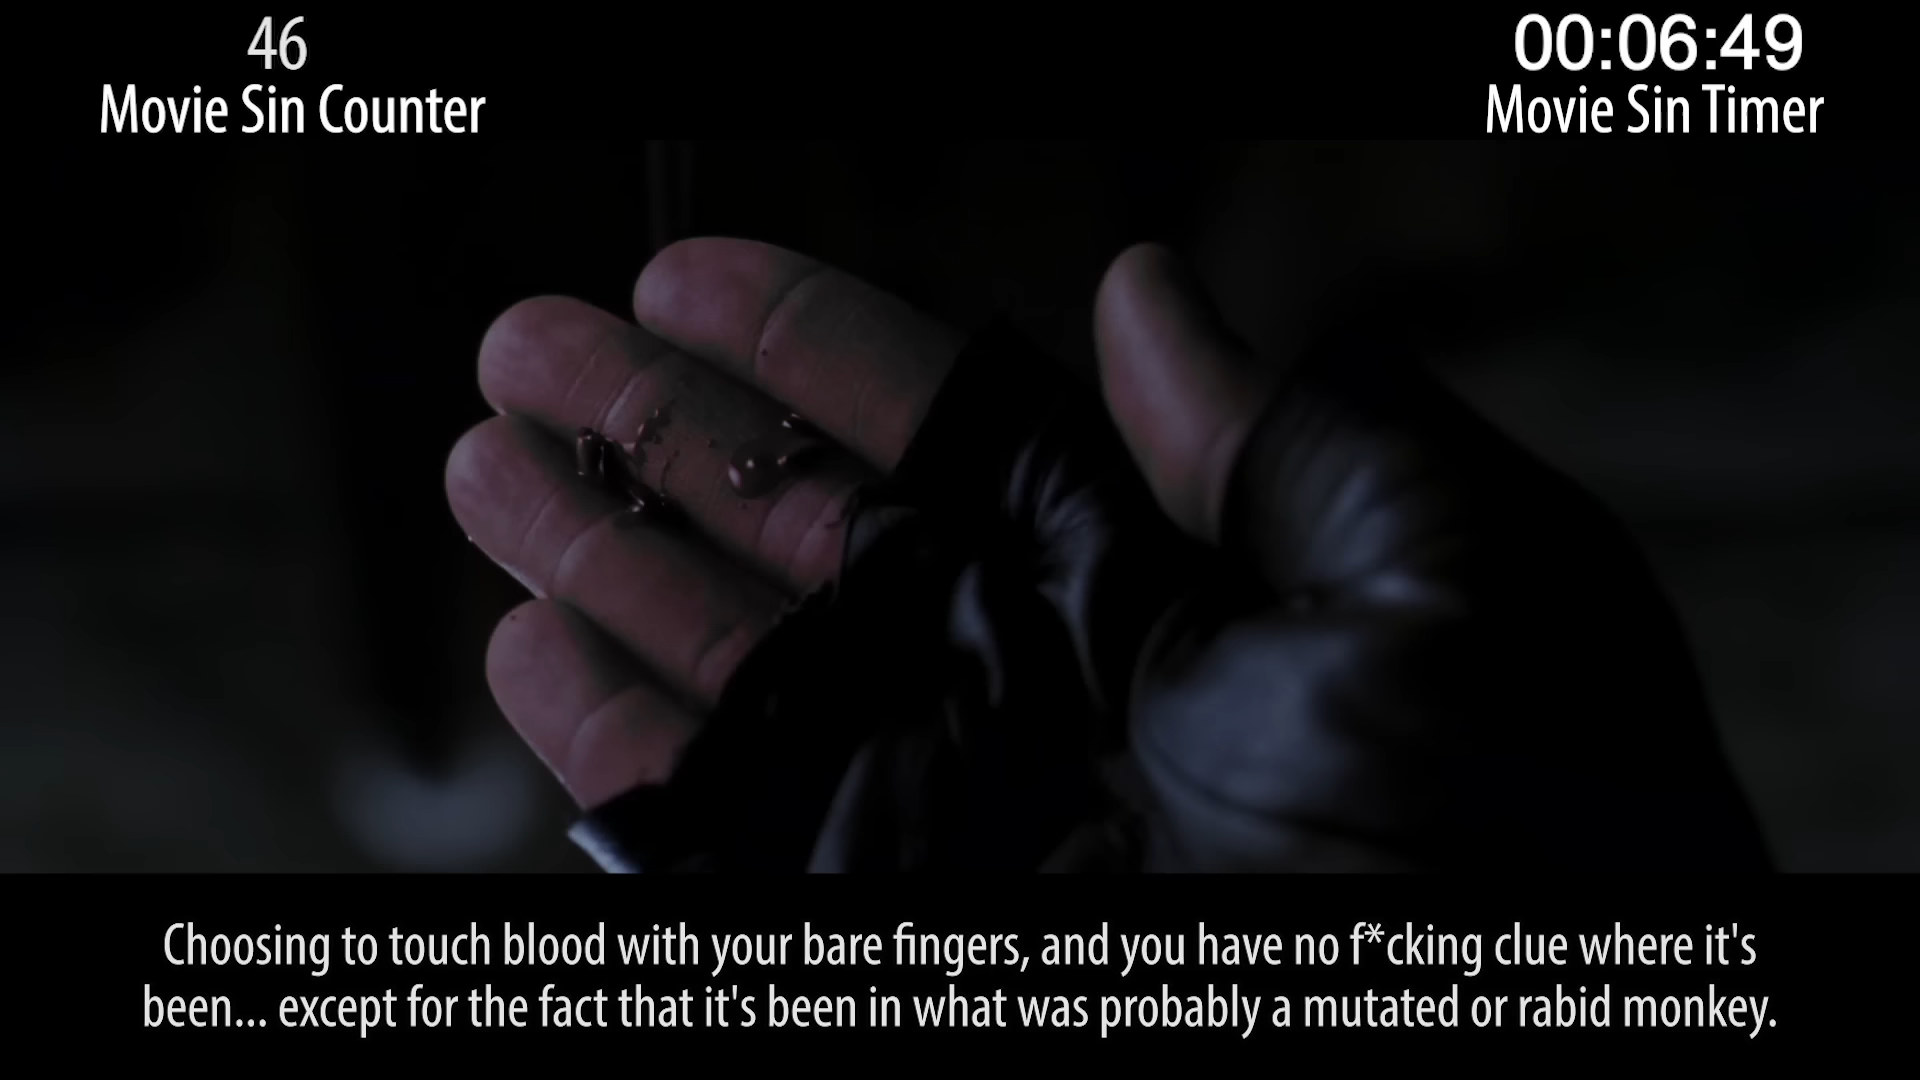 46
Movie Sin Counter
00:06:49
Movie Sin Timer
Choosing to touch blood with your bare fingers, and you have no f*cking clue where it's
been... except for the fact that it's been in what was probably a mutated or rabid monkey.